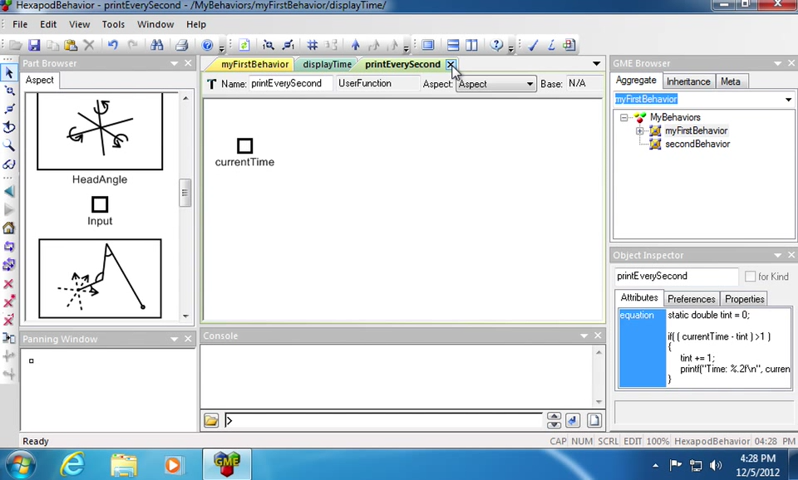 HexapodBehavior - printEverySecond - /MyBehaviors/myFirstBehavior/displayTime/
File Edit View Tools Window Help
Part Browser
Aspect
HeadAngle
Input
Panning Window
myFirstBehavior displayTime printEverySecond
Name: printEverySecond UserFunction Aspect: Aspect Base: N/A
currentTime
Console
>
GME Browser
Aggregate Inheritance Meta
myFirstBehavior
MyBehaviors
myFirstBehavior
secondBehavior
Object Inspector
printEverySecond for Kind
Attributes Preferences Properties
equation static double tint = 0;
if( ( currentTime - tint ) >1 )
{
tint += 1;
printf("Time: %.2f\n", curren
}
Ready CAP NUM SCRL EDIT 100% HexapodBehavior 04:28 PM
GME
4:28 PM
12/5/2012